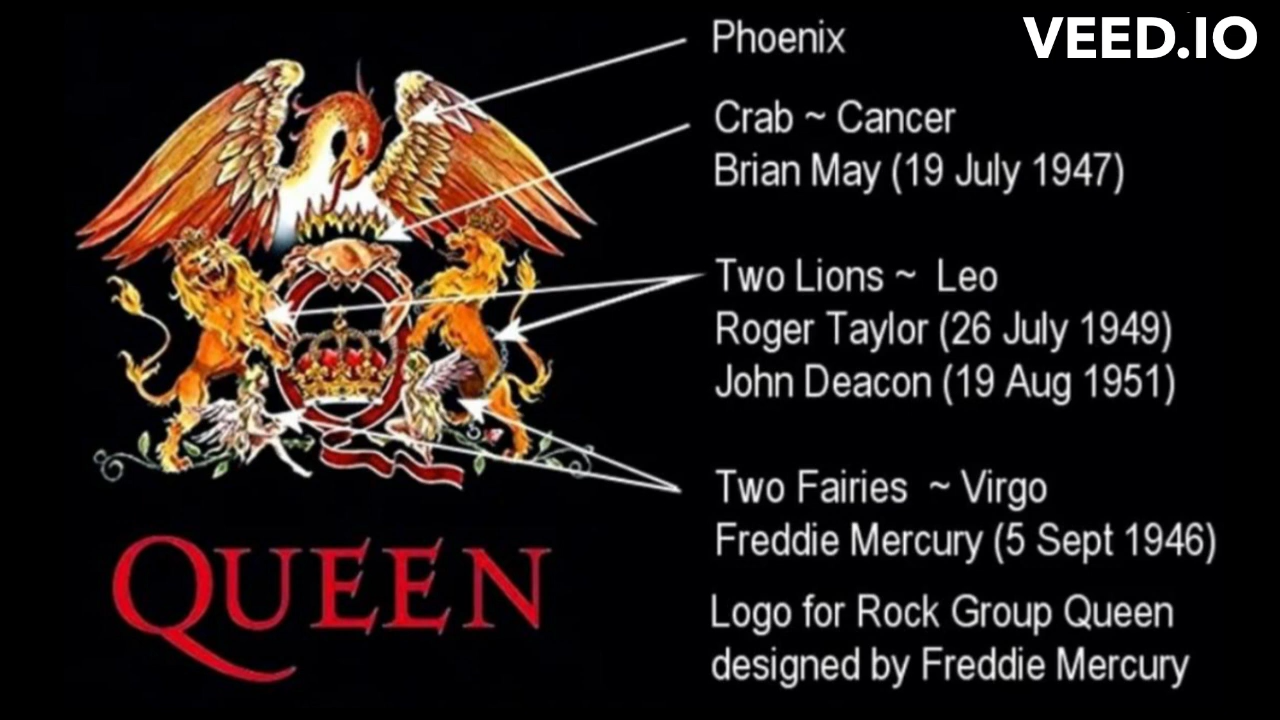 VEED.IO
Phoenix
Crab ~ Cancer
Brian May (19 July 1947)
Two Lions ~ Leo
Roger Taylor (26 July 1949)
John Deacon (19 Aug 1951)
Two Fairies ~ Virgo
Freddie Mercury (5 Sept 1946)
QUEEN
Logo for Rock Group Queen
designed by Freddie Mercury